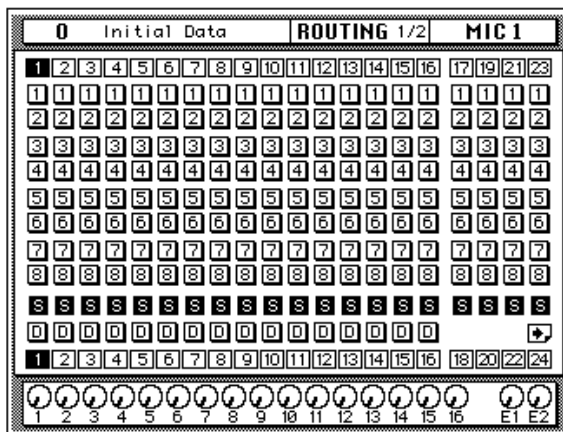 0 Initial Data ROUTING 1/2 MIC 1
1 2 3 4 5 6 7 8 9 10 11 12 13 14 15 16 17 19 21 23
1 1 1 1 1 1 1 1 1 1 1 1 1 1 1 1 1 1 1 1
2 2 2 2 2 2 2 2 2 2 2 2 2 2 2 2 2 2 2 2
3 3 3 3 3 3 3 3 3 3 3 3 3 3 3 3 3 3 3 3
4 4 4 4 4 4 4 4 4 4 4 4 4 4 4 4 4 4 4 4
5 5 5 5 5 5 5 5 5 5 5 5 5 5 5 5 5 5 5 5
6 6 6 6 6 6 6 6 6 6 6 6 6 6 6 6 6 6 6 6
7 7 7 7 7 7 7 7 7 7 7 7 7 7 7 7 7 7 7 7
8 8 8 8 8 8 8 8 8 8 8 8 8 8 8 8 8 8 8 8
S S S S S S S S S S S S S S S S S S S S
D D D D D D D D D D D D D D D D
1 2 3 4 5 6 7 8 9 10 11 12 13 14 15 16 18 20 22 24
1 2 3 4 5 6 7 8 9 10 11 12 13 14 15 16 E1 E2